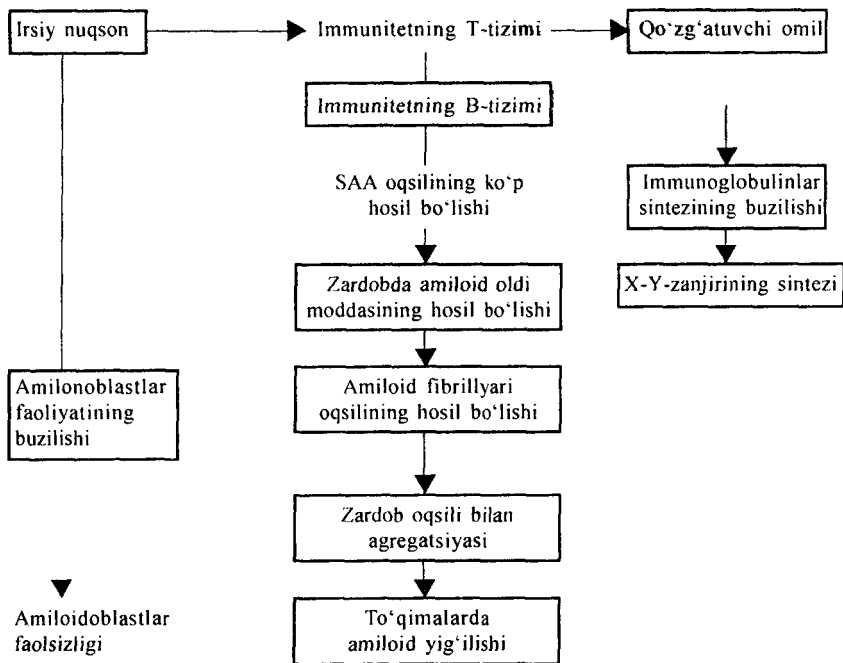 Irsiy nuqson
Immunitetning T-tizimi
Qo‘zg‘atuvchi omil
Immunitetning B-tizimi
SAA oqsilining ko‘p
hosil bo‘lishi
Immunoglobulinlar
sintezining buzilishi
Zardobda amiloid oldi
moddasining hosil bo‘lishi
X-Y-zanjirining sintezi
Amilonoblastlar
faoliyatining
buzilishi
Amiloid fibrillyari
oqsilining hosil bo‘lishi
Zardob oqsili bilan
agregatsiyasi
Amiloidoblastlar
faolsizligi
To‘qimalarda
amiloid yig‘ilishi